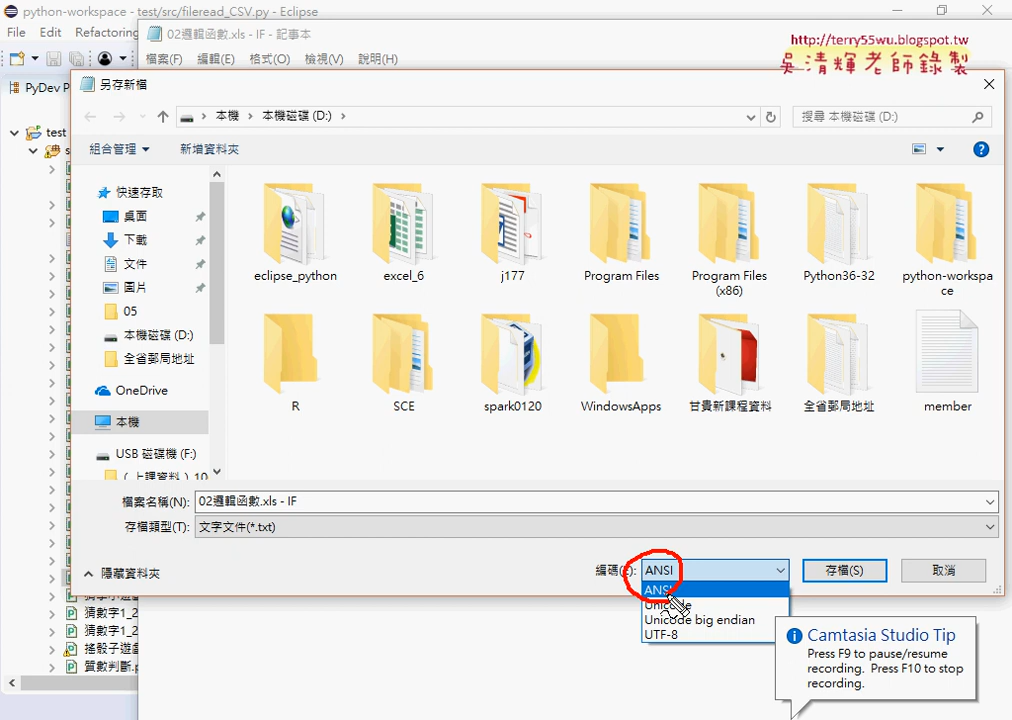 python-workspace - test/src/fileread_CSV.py - Eclipse
File Edit Refactoring
02邏輯函數.xls - IF - 記事本
檔案(F) 編輯(E) 格式(O) 檢視(V) 說明(H)
http://terry55wu.blogspot.tw
吳清輝老師錄製
PyDev P
另存新檔
本機 › 本機磁碟 (D:) ›
搜尋 本機磁碟 (D:)
組合管理 新增資料夾
test
快速存取
桌面
下載
文件
圖片
05
本機磁碟 (D:)
全省郵局地址
OneDrive
本機
USB 磁碟機 (F:)
(上課資料) 10
eclipse_python
excel_6
j177
Program Files
Program Files
(x86)
Python36-32
python-workspa
ce
R
SCE
spark0120
WindowsApps
甘貴新課程資料
全省郵局地址
member
檔案名稱(N): 02邏輯函數.xls - IF
存檔類型(T): 文字文件(*.txt)
隱藏資料夾
編碼(E): ANSI
存檔(S)
取消
ANSI
Unicode
Unicode big endian
UTF-8
猜數字1_2
猜數字1_2
搖骰子遊戲
質數判斷.p
Camtasia Studio Tip
Press F9 to pause/resume
recording. Press F10 to stop
recording.